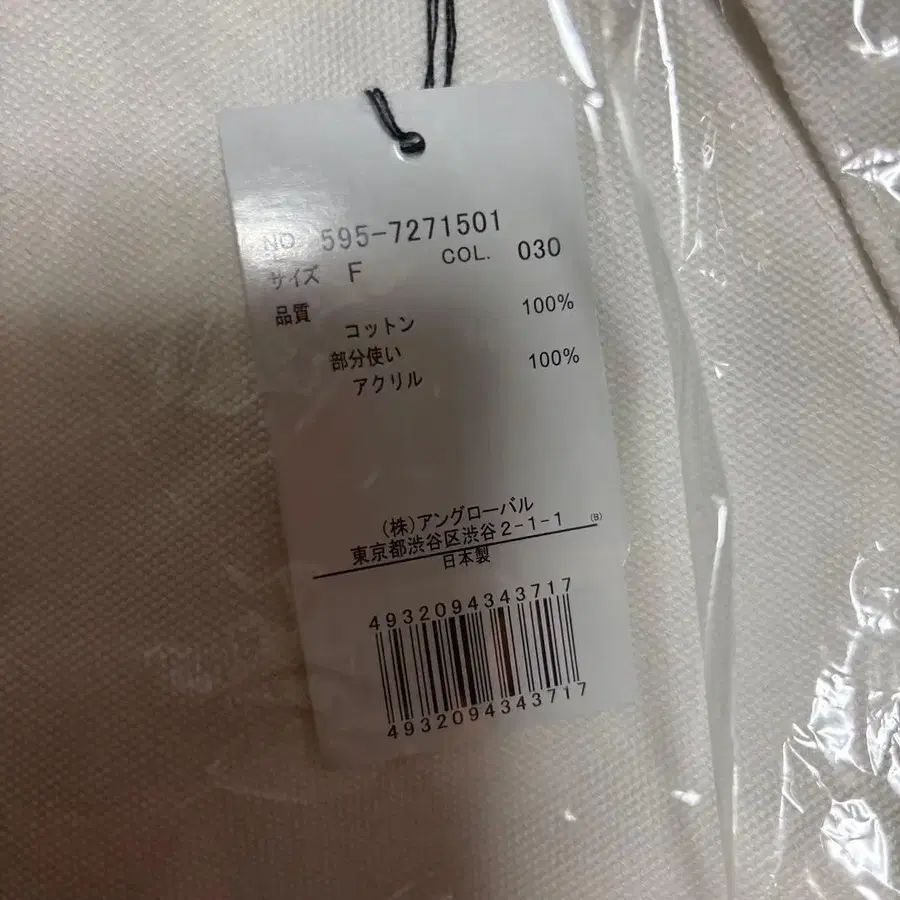 NO 595-7271501
サイズ F COL. 030
品質
コットン 100%
部分使い
アクリル 100%
(株)アングローバル
東京都渋谷区渋谷2-1-1 (B)
日本製
4932094343717
4932094343717